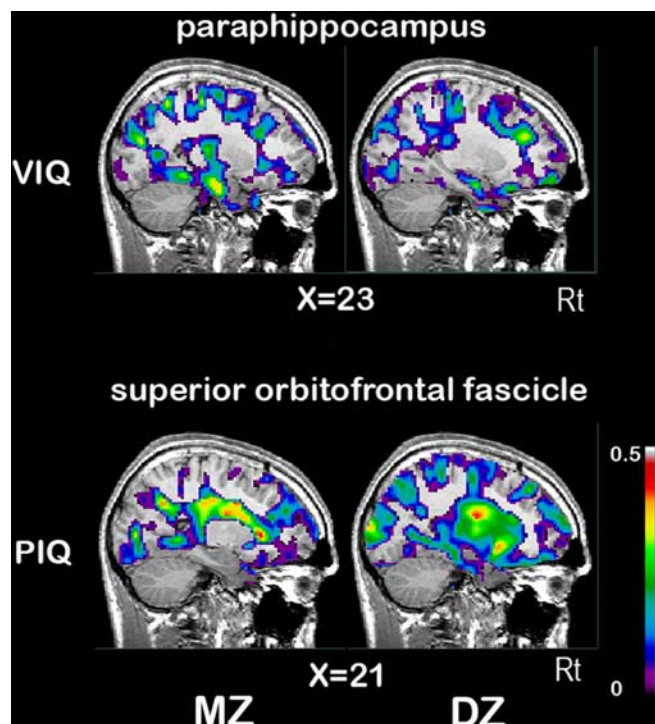 paraphippocampus
VIQ
X=23
Rt
superior orbitofrontal fascicle
0.5
PIQ
0
X=21
Rt
MZ
DZ